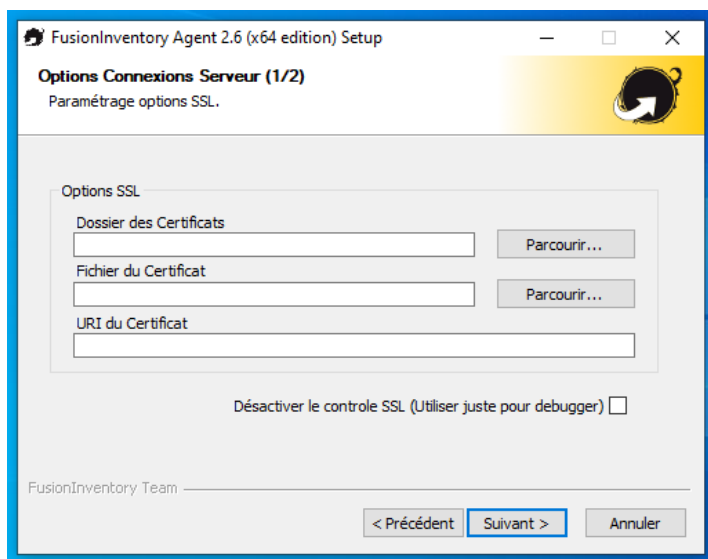 FusionInventory Agent 2.6 (x64 edition) Setup
Options Connexions Serveur (1/2)
Paramétrage options SSL.
Options SSL
Dossier des Certificats
Parcourir...
Fichier du Certificat
Parcourir...
URI du Certificat
Désactiver le controle SSL (Utiliser juste pour debugger)
FusionInventory Team
< Précédent Suivant > Annuler